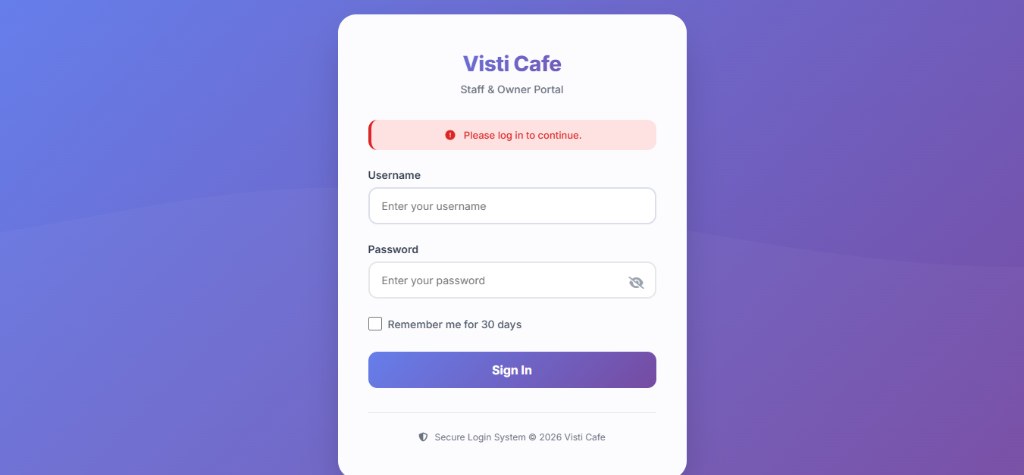 Visti Cafe
Staff & Owner Portal
Please log in to continue.
Username
Enter your username
Password
Enter your password
Remember me for 30 days
Sign In
Secure Login System © 2026 Visti Cafe